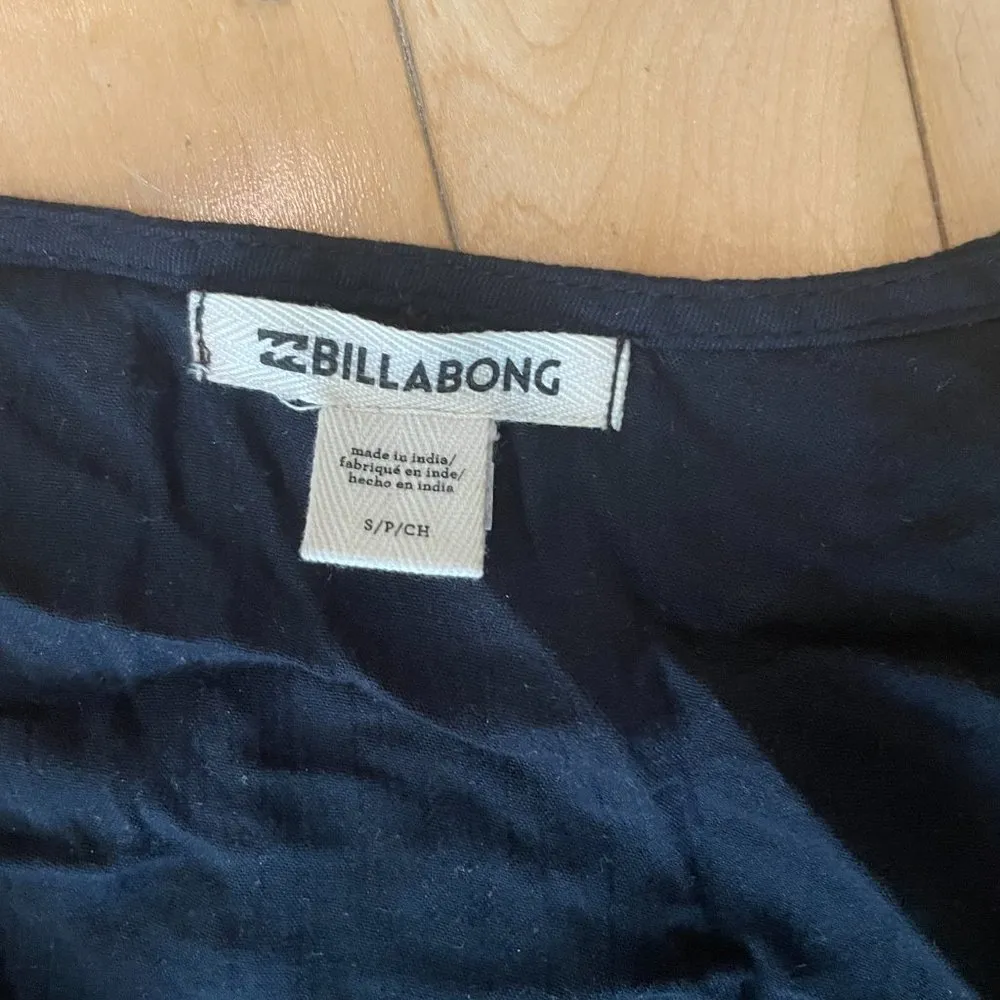 BILLABONG
made in india/
fabriqué en inde/
hecho en india
S/P/CH